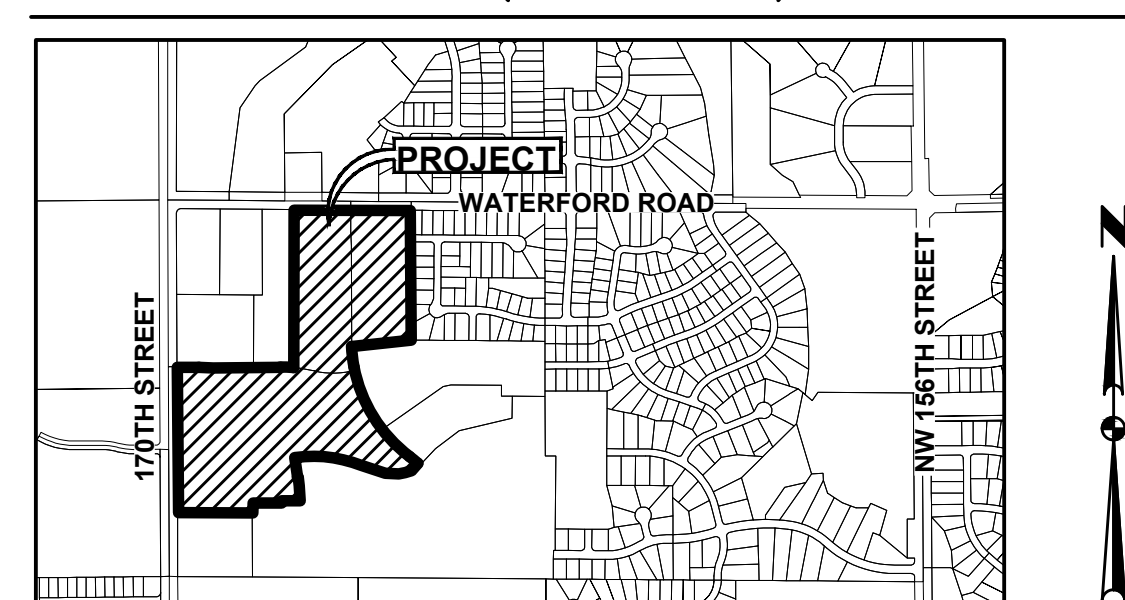 PROJECT
WATERFORD ROAD
170TH STREET
NW 156TH STREET
N